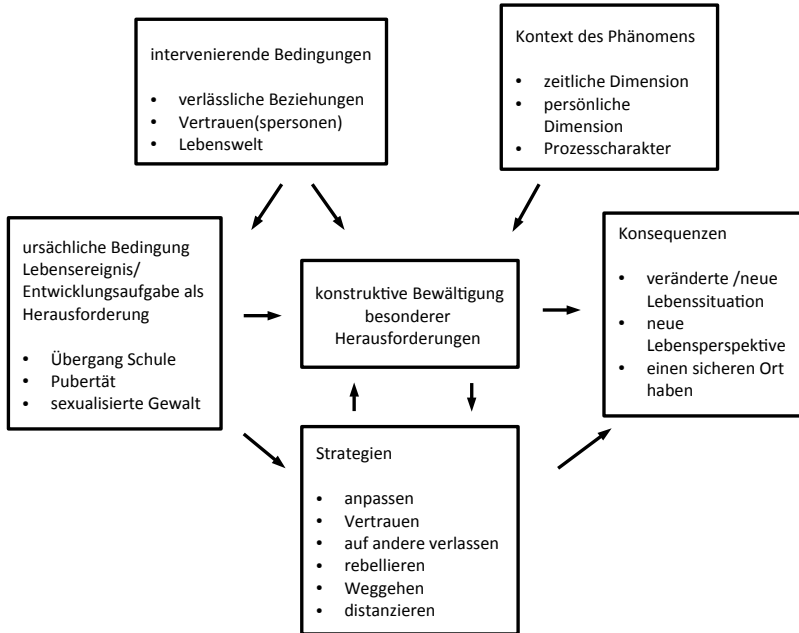 intervenierende Bedingungen
• verlässliche Beziehungen
• Vertrauen(spersonen)
• Lebenswelt
Kontext des Phänomens
• zeitliche Dimension
• persönliche
Dimension
• Prozesscharakter
ursächliche Bedingung
Lebensereignis/
Entwicklungsaufgabe als
Herausforderung
• Übergang Schule
• Pubertät
• sexualisierte Gewalt
konstruktive Bewältigung
besonderer
Herausforderungen
Konsequenzen
• veränderte /neue
Lebenssituation
• neue
Lebensperspektive
• einen sicheren Ort
haben
Strategien
• anpassen
• Vertrauen
• auf andere verlassen
• rebellieren
• Weggehen
• distanzieren